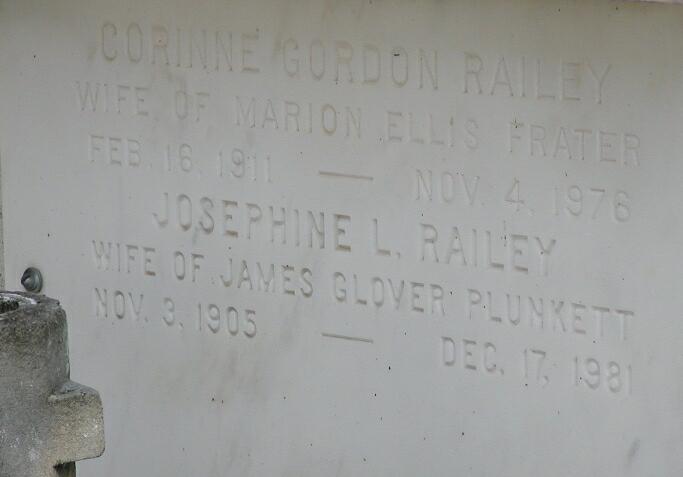 CORINNE GORDON RAILEY
WIFE OF MARION ELLIS FRATER
FEB. 16, 1911 — NOV. 4, 1976
JOSEPHINE L. RAILEY
WIFE OF JAMES GLOVER PLUNKETT
NOV. 3, 1905 — DEC. 17, 1981